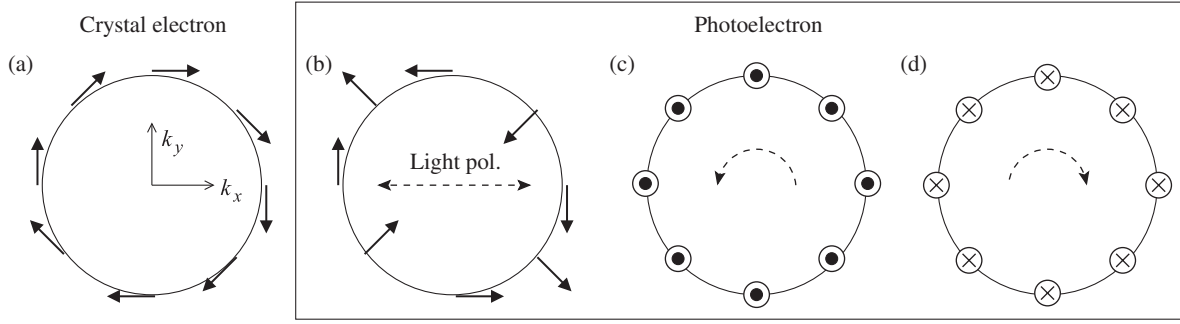 Crystal electron
Photoelectron
(a)
(b)
(c)
(d)
k_y
k_x
Light pol.